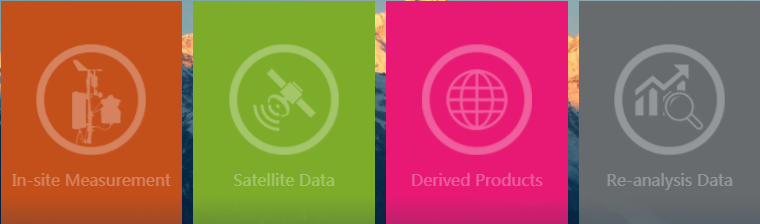 In-site Measurement
Satellite Data
Derived Products
Re-analysis Data